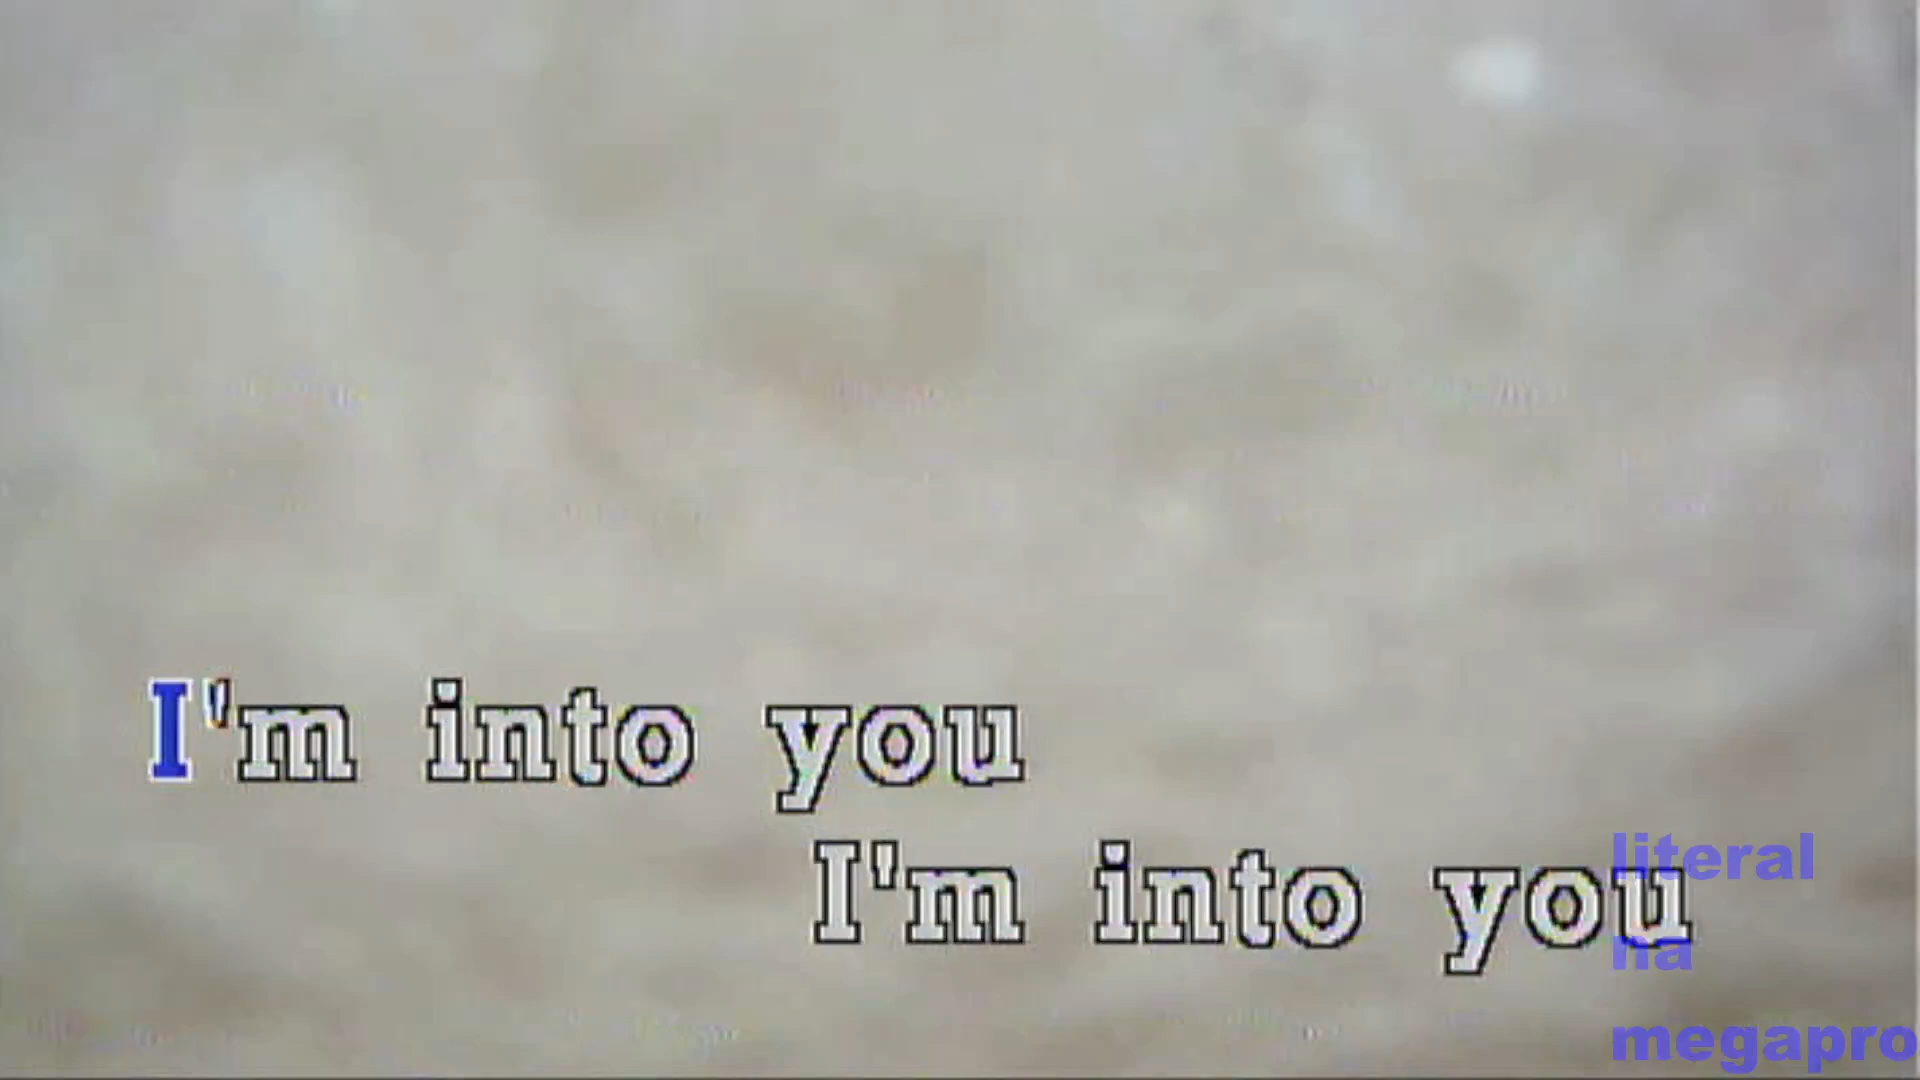 I'm into you
I'm into you
literal
ha
megapro